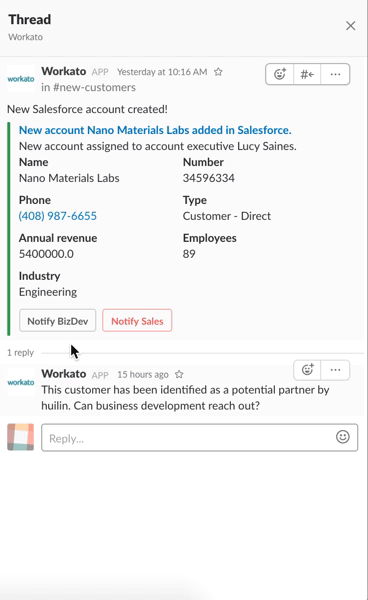 Thread
Workato
workato
Workato APP Yesterday at 10:16 AM
in #new-customers
New Salesforce account created!
New account Nano Materials Labs added in Salesforce.
New account assigned to account executive Lucy Saines.
Name Number
Nano Materials Labs 34596334
Phone Type
(408) 987-6655 Customer - Direct
Annual revenue Employees
5400000.0 89
Industry
Engineering
Notify BizDev Notify Sales
1 reply
workato
Workato APP 15 hours ago
This customer has been identified as a potential partner by
huilin. Can business development reach out?
Reply...